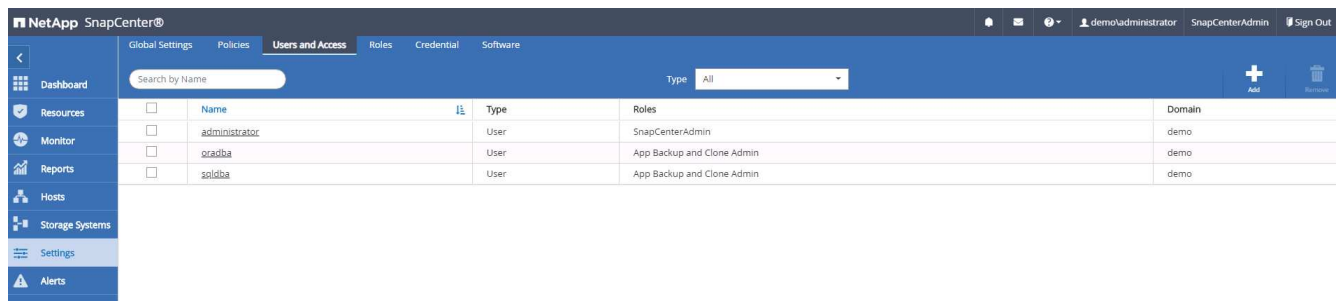 NetApp SnapCenter® demo\administrator SnapCenterAdmin Sign Out
Global Settings Policies Users and Access Roles Credential Software
Search by Name Type All Add Remove
Dashboard
Resources
Monitor
Reports
Hosts
Storage Systems
Settings
Alerts
Name Type Roles Domain
administrator User SnapCenterAdmin demo
oradba User App Backup and Clone Admin demo
sqldba User App Backup and Clone Admin demo